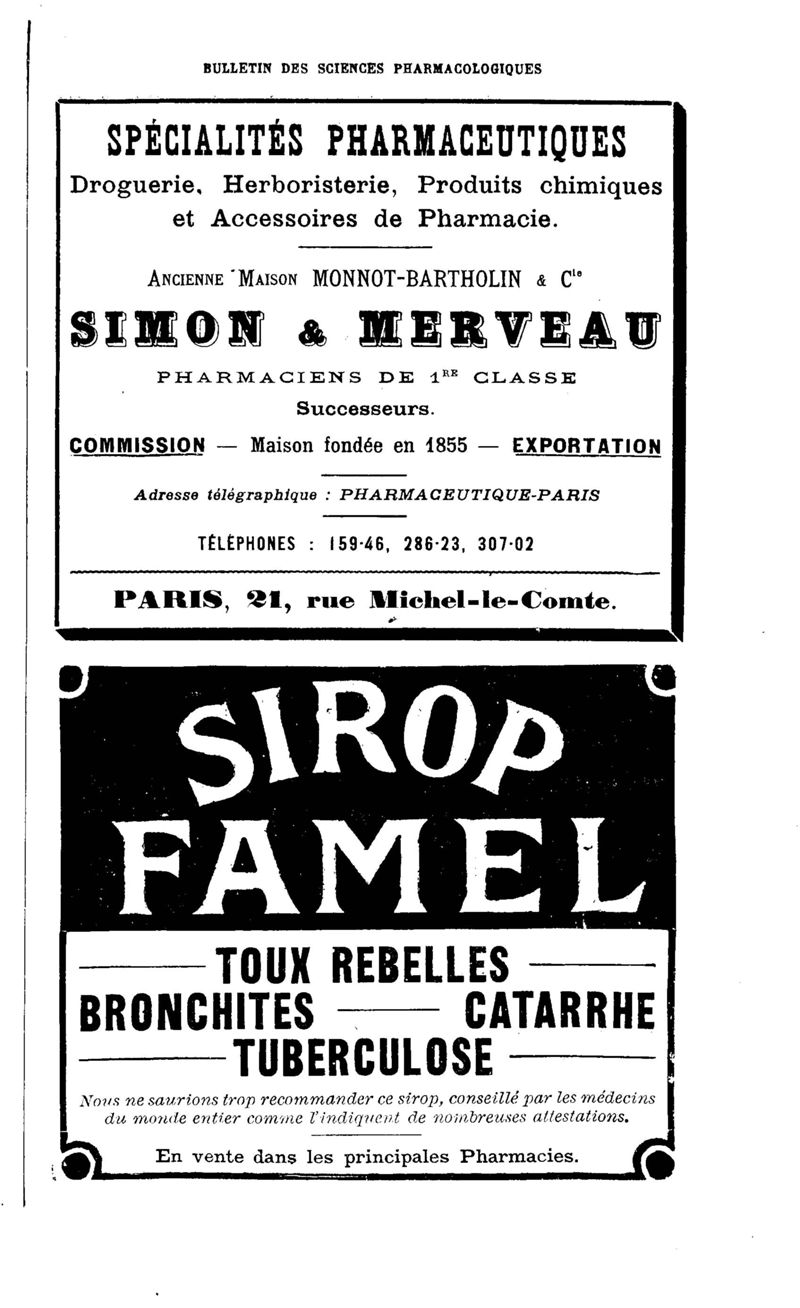 BULLETIN DES SCIENCES PHARMACOLOGIQUES
SPÉCIALITÉS PHARMACEUTIQUES
Droguerie, Herboristerie, Produits chimiques
et Accessoires de Pharmacie.
ANCIENNE MAISON MONNOT-BARTHOLIN & Cie
SIMON & MERVEAU
PHARMACIENS DE 1RE CLASSE
Successeurs.
COMMISSION — Maison fondée en 1855 — EXPORTATION
Adresse télégraphique : PHARMACEUTIQUE-PARIS
TÉLÉPHONES : 159-46, 286-23, 307-02
PARIS, 21, rue Michel-le-Comte.
SIROP
FAMEL
TOUX REBELLES
BRONCHITES — CATARRHE
TUBERCULOSE
Nous ne saurions trop recommander ce sirop, conseillé par les médecins
du monde entier comme l'indiquent de nombreuses attestations.
En vente dans les principales Pharmacies.